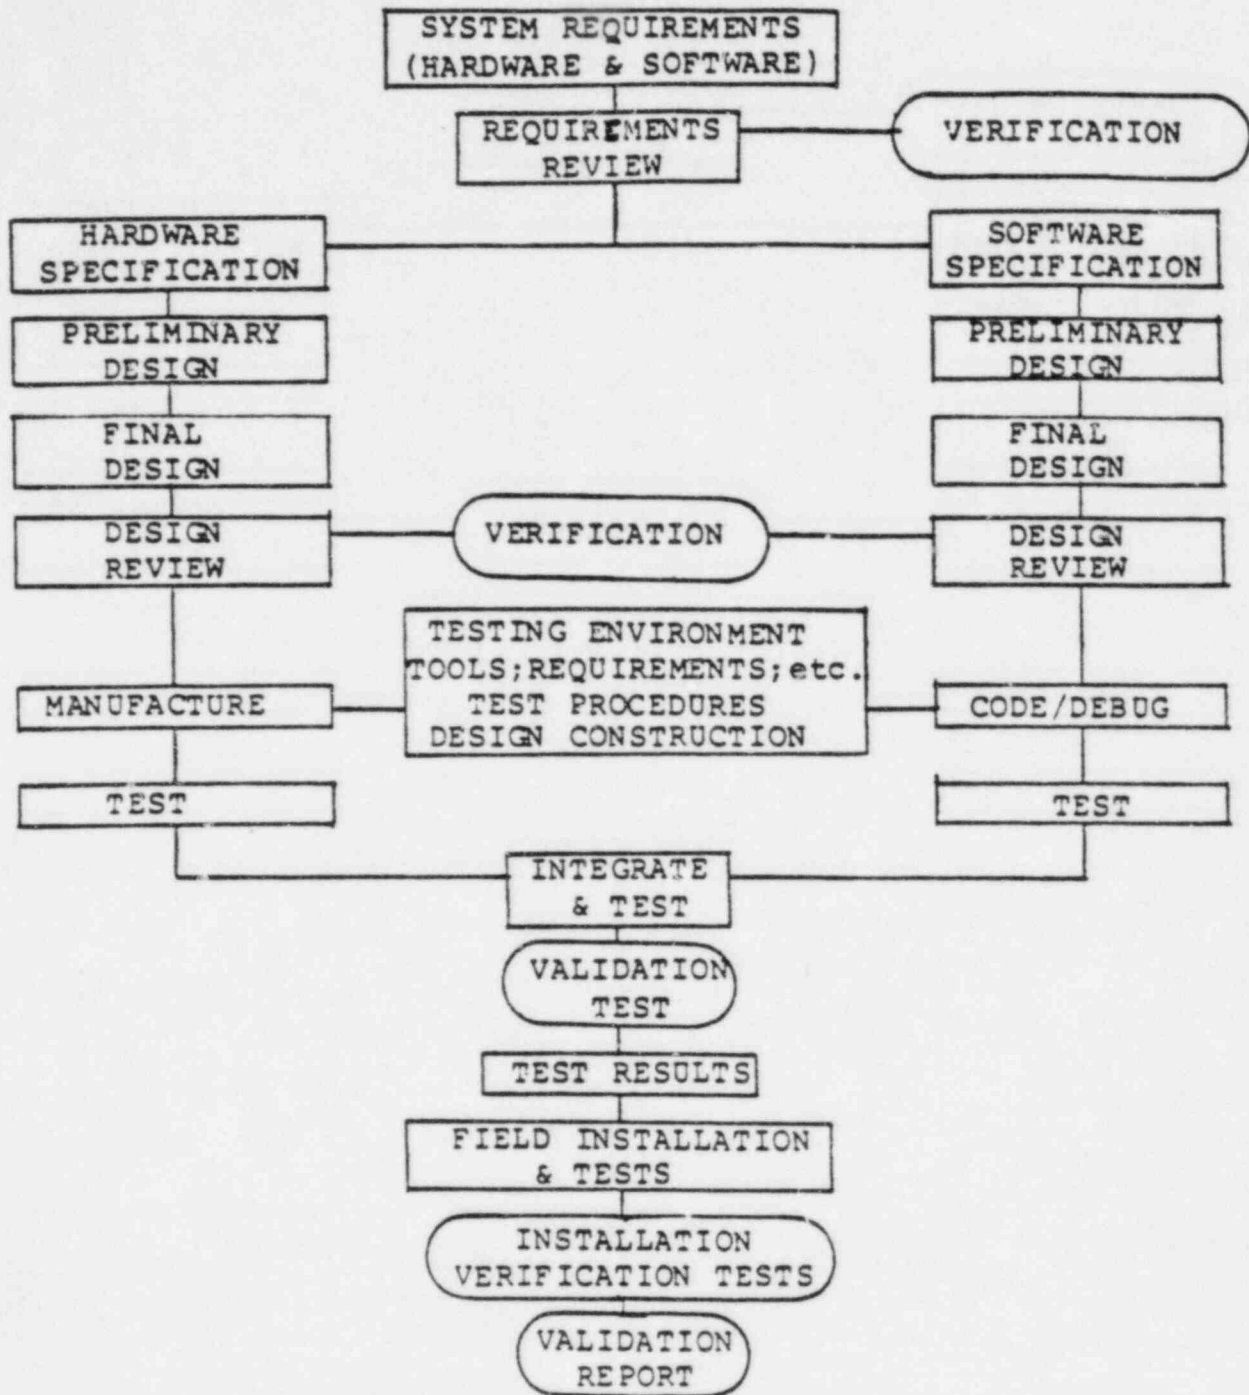 SYSTEM REQUIREMENTS
(HARDWARE & SOFTWARE)
REQUIREMENTS
REVIEW
VERIFICATION
HARDWARE
SPECIFICATION
SOFTWARE
SPECIFICATION
PRELIMINARY
DESIGN
PRELIMINARY
DESIGN
FINAL
DESIGN
FINAL
DESIGN
DESIGN
REVIEW
VERIFICATION
DESIGN
REVIEW
TESTING ENVIRONMENT
TOOLS;REQUIREMENTS;etc.
TEST PROCEDURES
DESIGN CONSTRUCTION
MANUFACTURE
CODE/DEBUG
TEST
TEST
INTEGRATE
& TEST
VALIDATION
TEST
TEST RESULTS
FIELD INSTALLATION
& TESTS
INSTALLATION
VERIFICATION TESTS
VALIDATION
REPORT